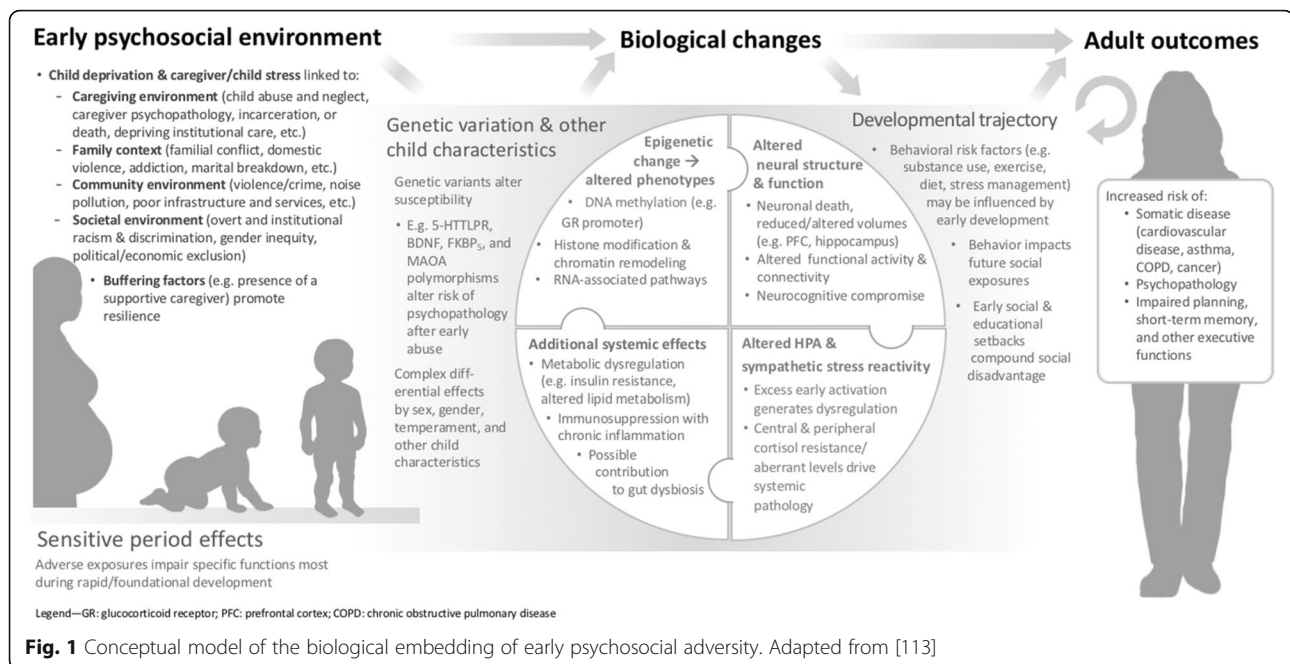 Early psychosocial environment
Biological changes
Adult outcomes
• Child deprivation & caregiver/child stress linked to:
– Caregiving environment (child abuse and neglect,
caregiver psychopathology, incarceration, or
death, depriving institutional care, etc.)
– Family context (familial conflict, domestic
violence, addiction, marital breakdown, etc.)
– Community environment (violence/crime, noise
pollution, poor infrastructure and services, etc.)
– Societal environment (overt and institutional
racism & discrimination, gender inequity,
political/economic exclusion)
• Buffering factors (e.g. presence of a
supportive caregiver) promote
resilience
Sensitive period effects
Adverse exposures impair specific functions most
during rapid/foundational development
Genetic variation & other
child characteristics
Genetic variants alter
susceptibility
• E.g. 5-HTTLPR,
BDNF, FKBP5, and
MAOA
polymorphisms
alter risk of
psychopathology
after early
abuse
Complex dif-
ferential effects
by sex, gender,
temperament, and
other child
characteristics
Epigenetic
change →
altered phenotypes
• DNA methylation (e.g.
GR promoter)
• Histone modification &
chromatin remodeling
• RNA-associated pathways
Altered
neural structure
& function
• Neuronal death,
reduced/altered volumes
(e.g. PFC, hippocampus)
• Altered functional activity &
connectivity
• Neurocognitive compromise
Additional systemic effects
• Metabolic dysregulation
(e.g. insulin resistance,
altered lipid metabolism)
• Immunosuppression with
chronic inflammation
• Possible
contribution
to gut dysbiosis
Altered HPA &
sympathetic stress reactivity
• Excess early activation
generates dysregulation
• Central & peripheral
cortisol resistance/
aberrant levels drive
systemic
pathology
Developmental trajectory
• Behavioral risk factors (e.g.
substance use, exercise,
diet, stress management)
may be influenced by
early development
• Behavior impacts
future social
exposures
• Early social &
educational
setbacks
compound social
disadvantage
Increased risk of:
• Somatic disease
(cardiovascular
disease, asthma,
COPD, cancer)
• Psychopathology
• Impaired planning,
short-term memory,
and other executive
functions
Legend—GR: glucocorticoid receptor; PFC: prefrontal cortex; COPD: chronic obstructive pulmonary disease
Fig. 1 Conceptual model of the biological embedding of early psychosocial adversity. Adapted from [113]